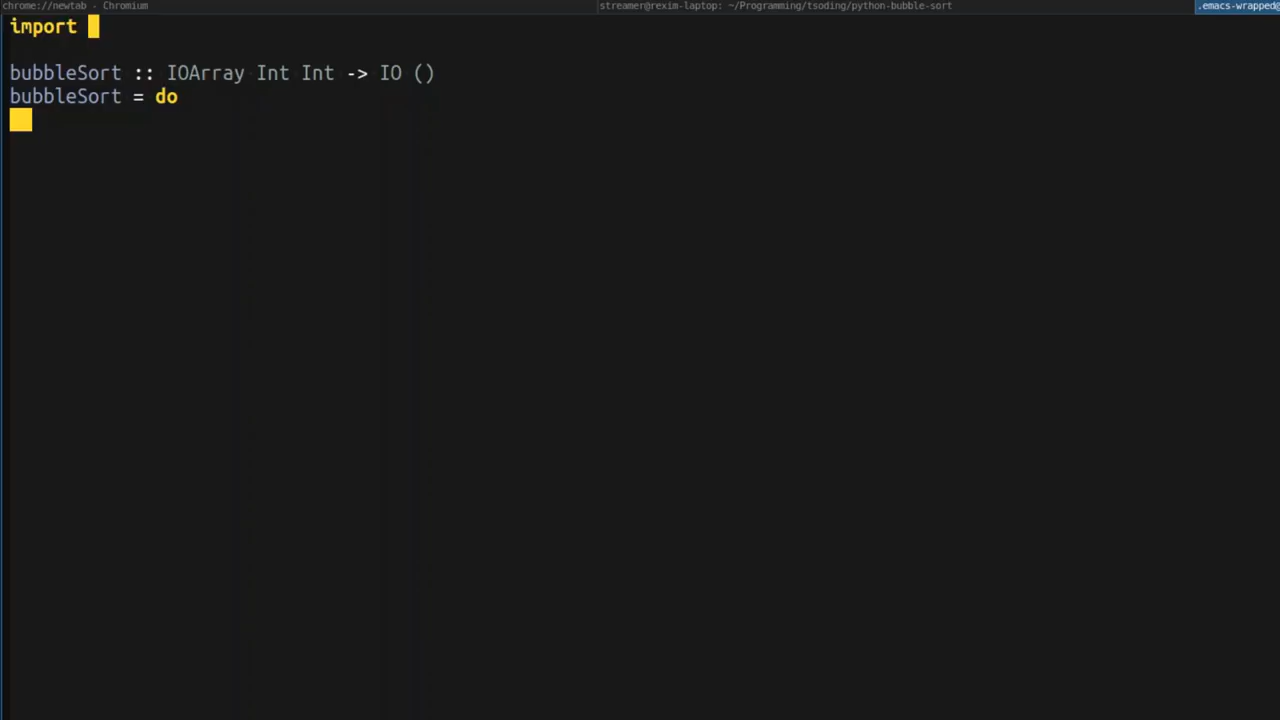 chrome://newtab - Chromium
streamer@rexim-laptop: ~/Programming/tsoding/python-bubble-sort
.emacs-wrapped@
import
bubbleSort :: IOArray Int Int -> IO ()
bubbleSort = do